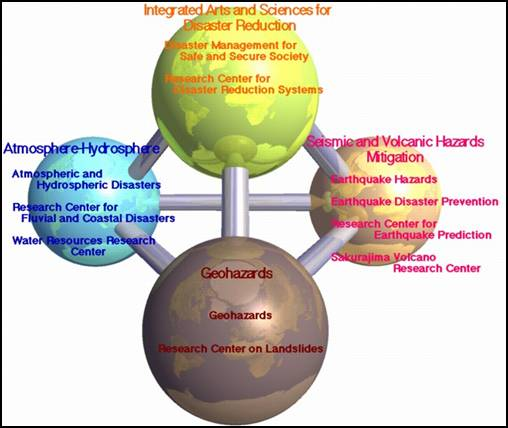 Integrated Arts and Sciences for
Disaster Reduction
Disaster Management for
Safe and Secure Society
Research Center for
Disaster Reduction Systems
Atmosphere-Hydrosphere
Atmospheric and
Hydrospheric Disasters
Research Center for
Fluvial and Coastal Disasters
Water Resources Research
Center
Seismic and Volcanic Hazards
Mitigation
Earthquake Hazards
Earthquake Disaster Prevention
Research Center for
Earthquake Prediction
Sakurajima Volcano
Research Center
Geohazards
Geohazards
Research Center on Landslides